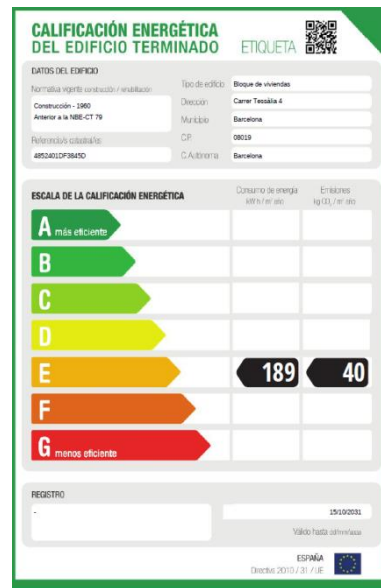 CALIFICACIÓN ENERGÉTICA
DEL EDIFICIO TERMINADO
ETIQUETA
DATOS DEL EDIFICIO
Normativa vigente construcción / rehabilitación
Construcción - 1960
Anterior a la NBE-CT 79
Referencia/s catastral/es
4852401DF3845D
Tipo de edificio Bloque de viviendas
Dirección Carrer Tessàlia 4
Municipio Barcelona
C.P. 08019
C.Autónoma Barcelona
ESCALA DE LA CALIFICACIÓN ENERGÉTICA
Consumo de energía
kW h / m² año
Emisiones
kg CO₂ / m² año
A más eficiente
B
C
D
E 189 40
F
G menos eficiente
REGISTRO
-
15/10/2031
Válido hasta dd/mm/aaaa
ESPAÑA
Directiva 2010 / 31 / UE